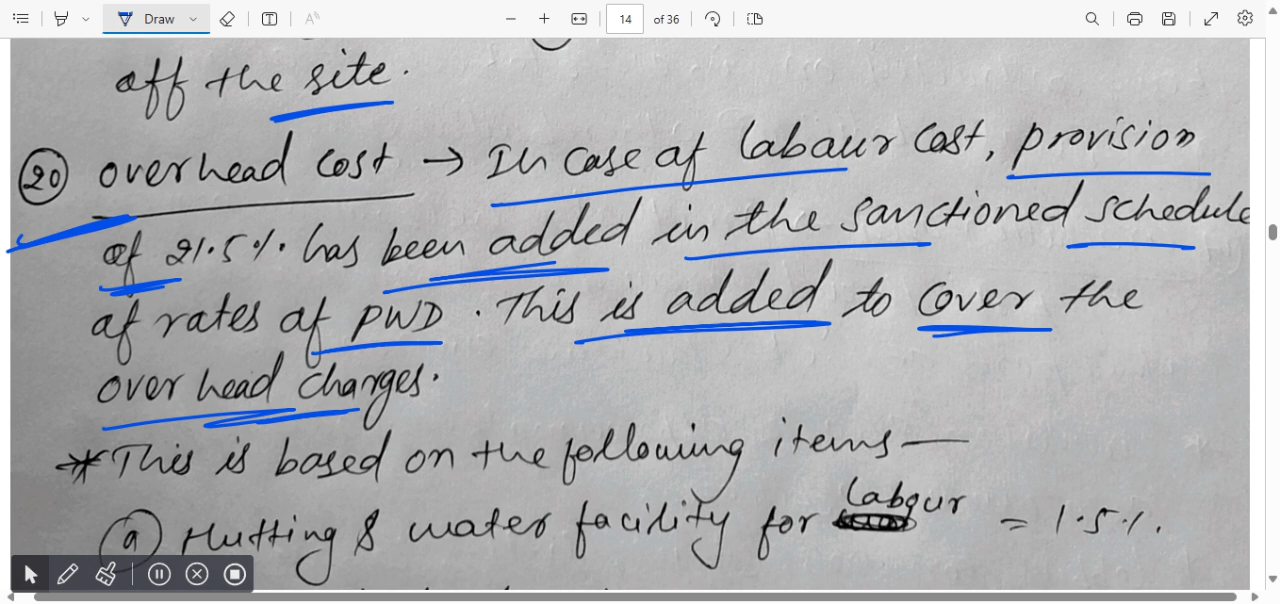 Draw
14 of 36
off the site.
20 overhead cost → In case of labour cost, provision
of 21.5%. has been added in the sanctioned schedule
of rates of PWD. This is added to cover the
over head charges.
* This is based on the following items —
(a) Hutting & water facility for labour = 1.5%.